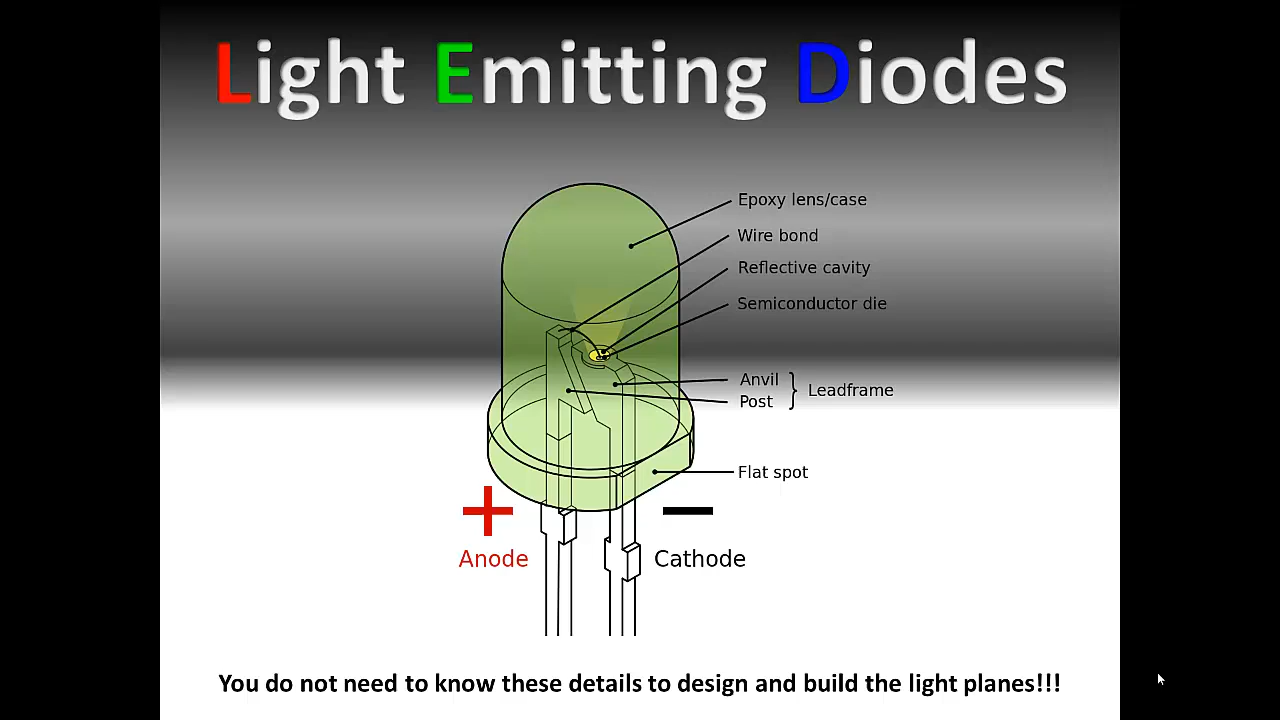 Light Emitting Diodes
Epoxy lens/case
Wire bond
Reflective cavity
Semiconductor die
Anvil
Post
Leadframe
Flat spot
+
−
Anode
Cathode
You do not need to know these details to design and build the light planes!!!